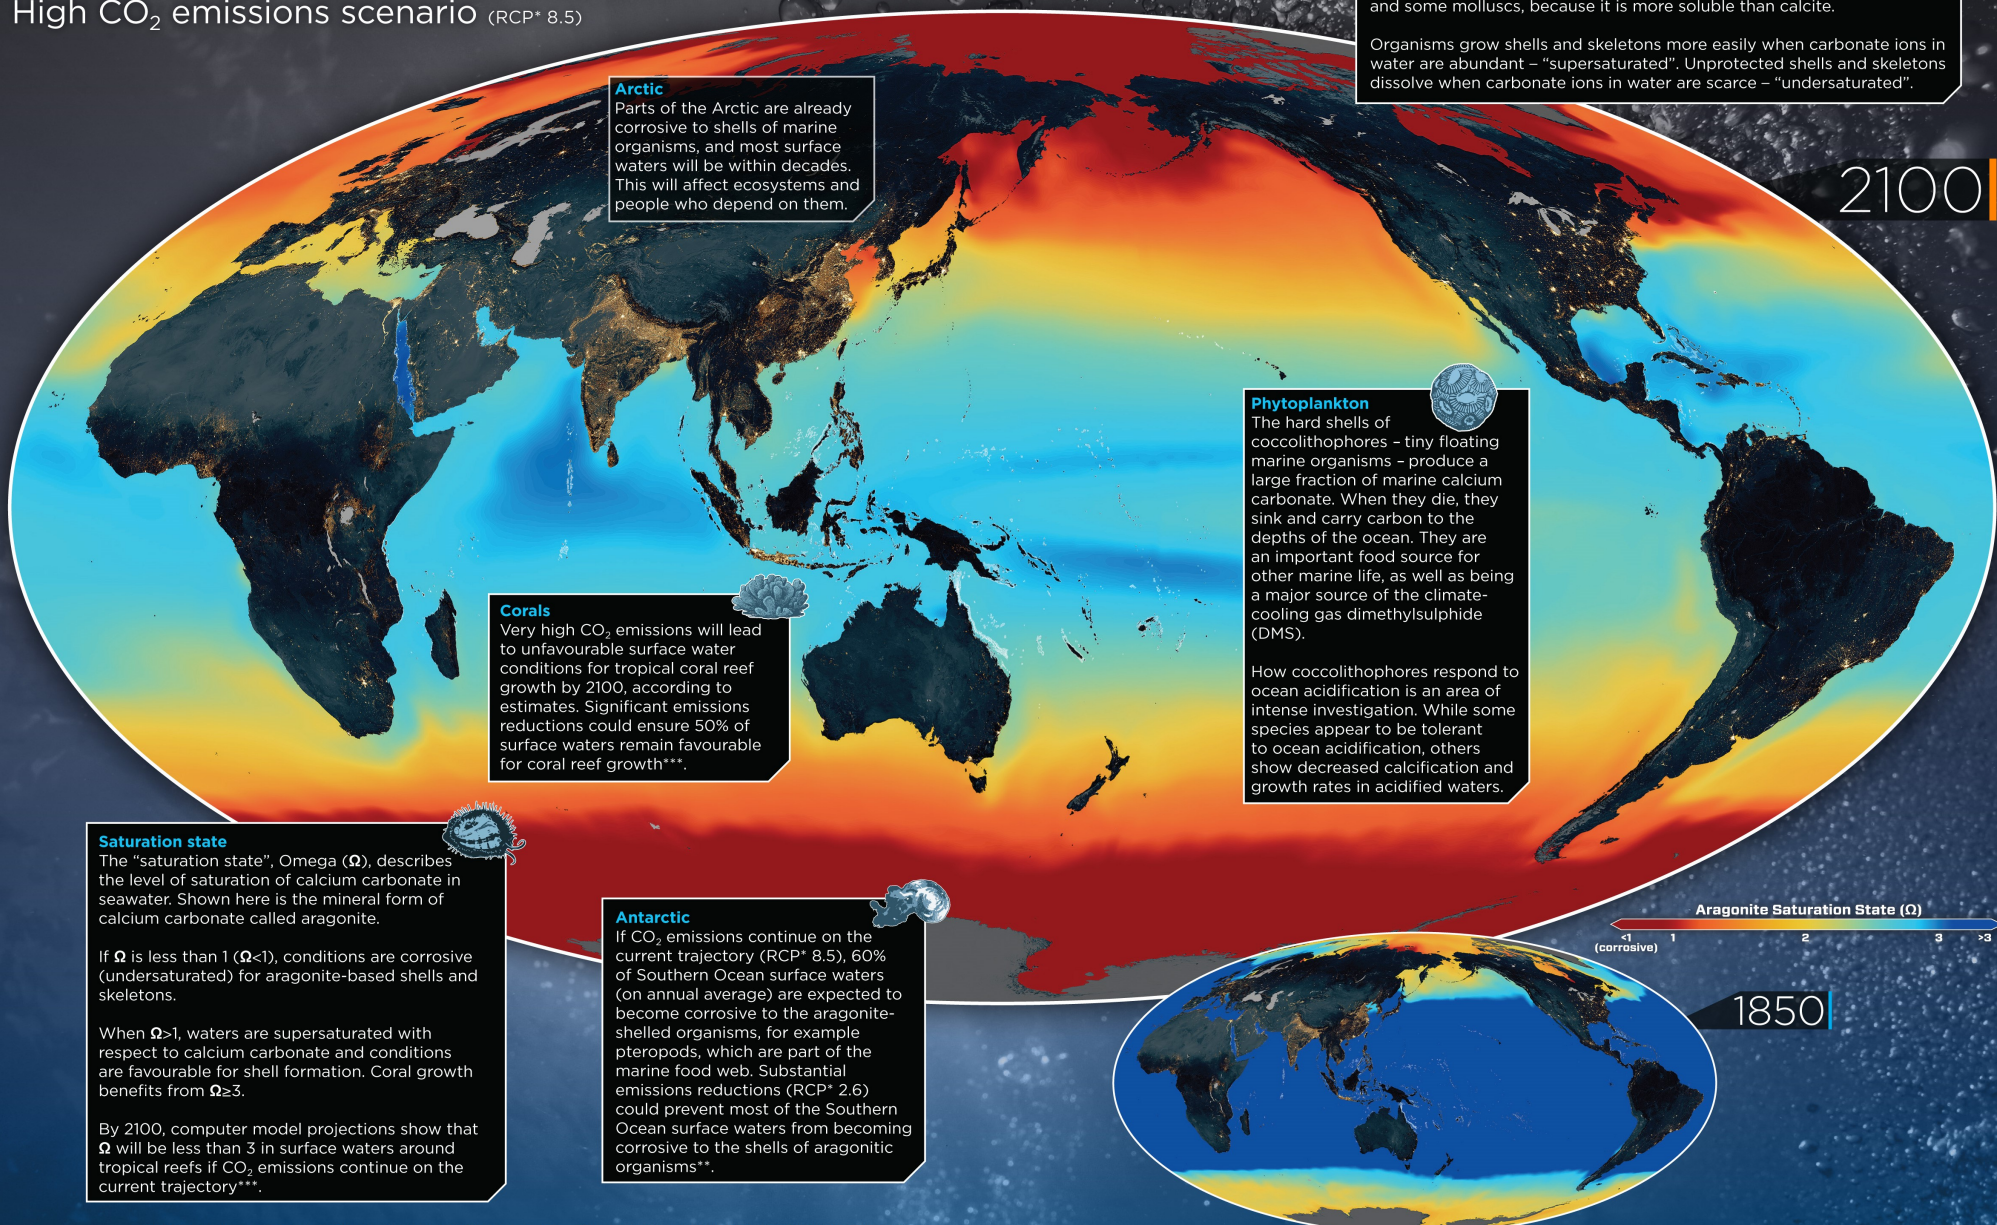 High CO₂ emissions scenario (RCP* 8.5)
and some molluscs, because it is more soluble than calcite.
Organisms grow shells and skeletons more easily when carbonate ions in
water are abundant – “supersaturated”. Unprotected shells and skeletons
dissolve when carbonate ions in water are scarce – “undersaturated”.
Arctic
Parts of the Arctic are already
corrosive to shells of marine
organisms, and most surface
waters will be within decades.
This will affect ecosystems and
people who depend on them.
2100
Phytoplankton
The hard shells of
coccolithophores – tiny floating
marine organisms – produce a
large fraction of marine calcium
carbonate. When they die, they
sink and carry carbon to the
depths of the ocean. They are
an important food source for
other marine life, as well as being
a major source of the climate-
cooling gas dimethylsulphide
(DMS).
How coccolithophores respond to
ocean acidification is an area of
intense investigation. While some
species appear to be tolerant
to ocean acidification, others
show decreased calcification and
growth rates in acidified waters.
Corals
Very high CO₂ emissions will lead
to unfavourable surface water
conditions for tropical coral reef
growth by 2100, according to
estimates. Significant emissions
reductions could ensure 50% of
surface waters remain favourable
for coral reef growth***.
Saturation state
The “saturation state”, Omega (Ω), describes
the level of saturation of calcium carbonate in
seawater. Shown here is the mineral form of
calcium carbonate called aragonite.
If Ω is less than 1 (Ω<1), conditions are corrosive
(undersaturated) for aragonite-based shells and
skeletons.
When Ω>1, waters are supersaturated with
respect to calcium carbonate and conditions
are favourable for shell formation. Coral growth
benefits from Ω≥3.
By 2100, computer model projections show that
Ω will be less than 3 in surface waters around
tropical reefs if CO₂ emissions continue on the
current trajectory***.
Antarctic
If CO₂ emissions continue on the
current trajectory (RCP* 8.5), 60%
of Southern Ocean surface waters
(on annual average) are expected to
become corrosive to the aragonite-
shelled organisms, for example
pteropods, which are part of the
marine food web. Substantial
emissions reductions (RCP* 2.6)
could prevent most of the Southern
Ocean surface waters from becoming
corrosive to the shells of aragonitic
organisms**.
Aragonite Saturation State (Ω)
<1 1 2 3 >3
(corrosive)
1850